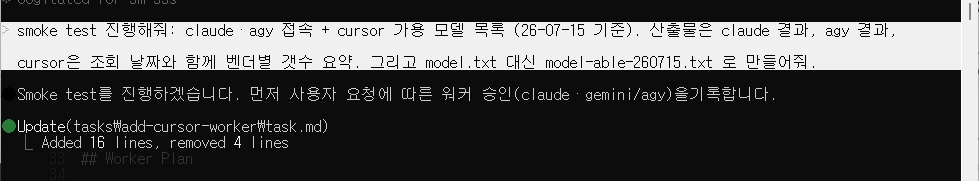 > smoke test 진행해줘: claude·agy 접속 + cursor 가용 모델 목록 (26-07-15 기준). 산출물은 claude 결과, agy 결과,
cursor은 조회 날짜와 함께 벤더별 갯수 요약. 그리고 model.txt 대신 model-able-260715.txt 로 만들어줘.
Smoke test를 진행하겠습니다. 먼저 사용자 요청에 따른 워커 승인(claude·gemini/agy)을기록합니다.
Update(tasks₩add-cursor-worker₩task.md)
Added 16 lines, removed 4 lines
33 ## Worker Plan
34